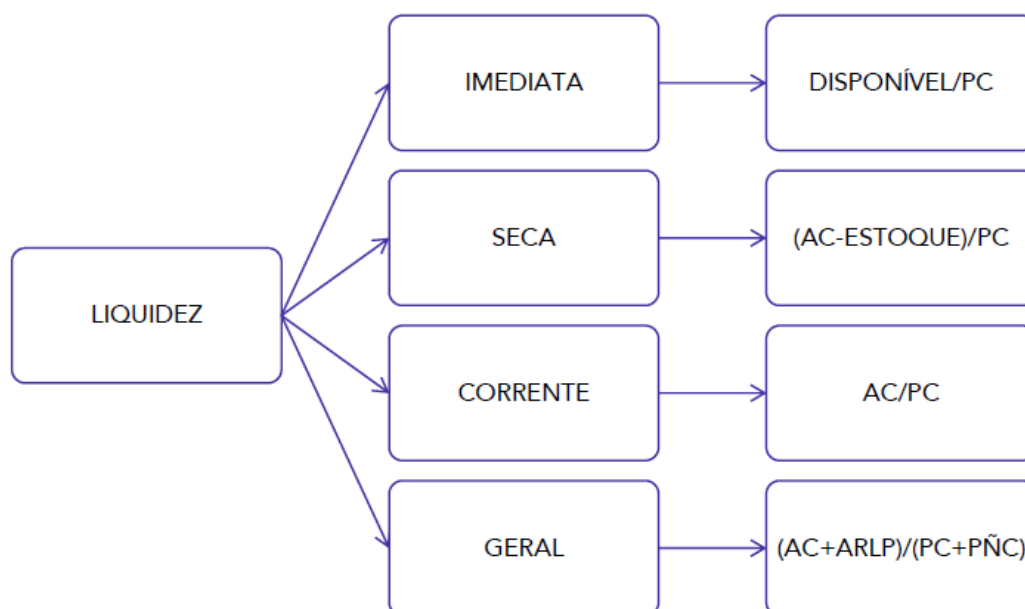 IMEDIATA
DISPONÍVEL/PC
SECA
(AC-ESTOQUE)/PC
LIQUIDEZ
CORRENTE
AC/PC
GERAL
(AC+ARLP)/(PC+PÑC)